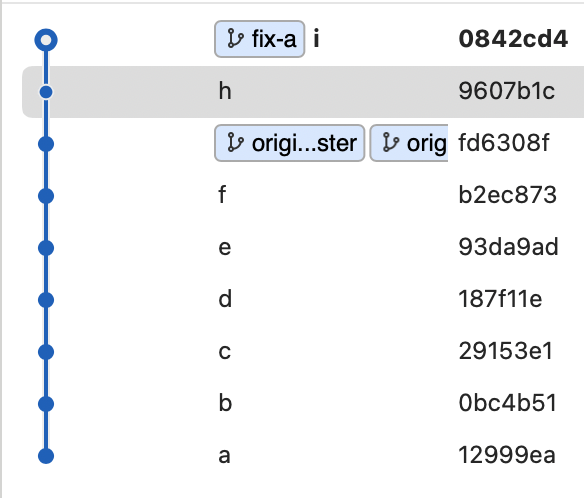 fix-a i 0842cd4
h 9607b1c
origi...ster orig fd6308f
f b2ec873
e 93da9ad
d 187f11e
c 29153e1
b 0bc4b51
a 12999ea